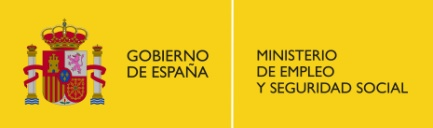 GOBIERNO
DE ESPAÑA
MINISTERIO
DE EMPLEO
Y SEGURIDAD SOCIAL